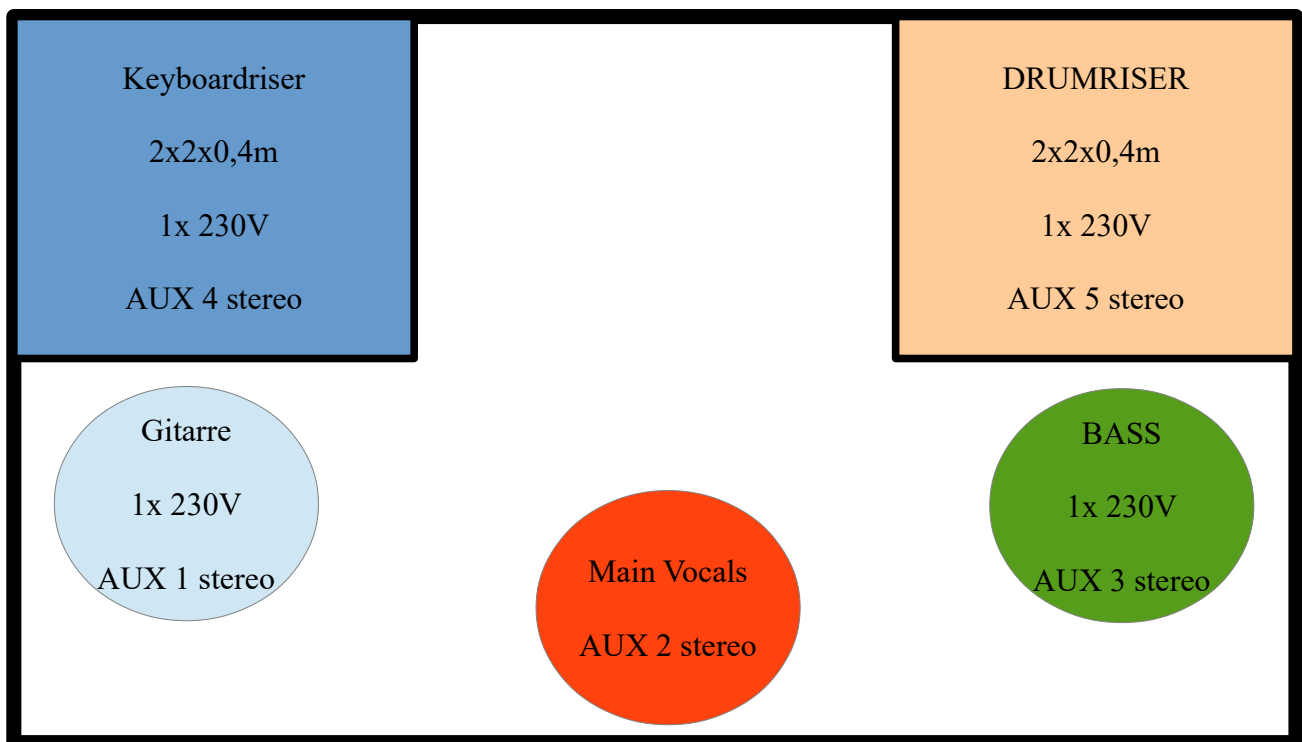 Keyboardriser
2x2x0,4m
1x 230V
AUX 4 stereo
DRUMRISER
2x2x0,4m
1x 230V
AUX 5 stereo
Gitarre
1x 230V
AUX 1 stereo
Main Vocals
AUX 2 stereo
BASS
1x 230V
AUX 3 stereo